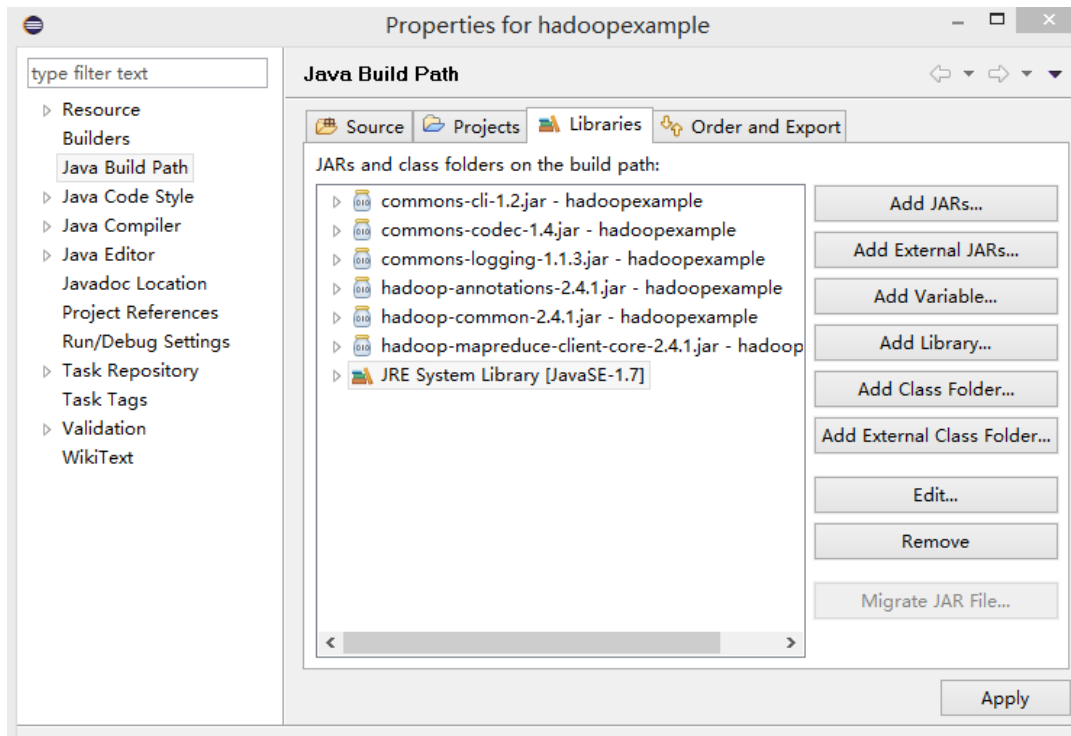 Properties for hadoopexample
type filter text
Resource
Builders
Java Build Path
Java Code Style
Java Compiler
Java Editor
Javadoc Location
Project References
Run/Debug Settings
Task Repository
Task Tags
Validation
WikiText
Java Build Path
Source Projects Libraries Order and Export
JARs and class folders on the build path:
commons-cli-1.2.jar - hadoopexample
commons-codec-1.4.jar - hadoopexample
commons-logging-1.1.3.jar - hadoopexample
hadoop-annotations-2.4.1.jar - hadoopexample
hadoop-common-2.4.1.jar - hadoopexample
hadoop-mapreduce-client-core-2.4.1.jar - hadoop
JRE System Library [JavaSE-1.7]
Add JARs...
Add External JARs...
Add Variable...
Add Library...
Add Class Folder...
Add External Class Folder...
Edit...
Remove
Migrate JAR File...
Apply